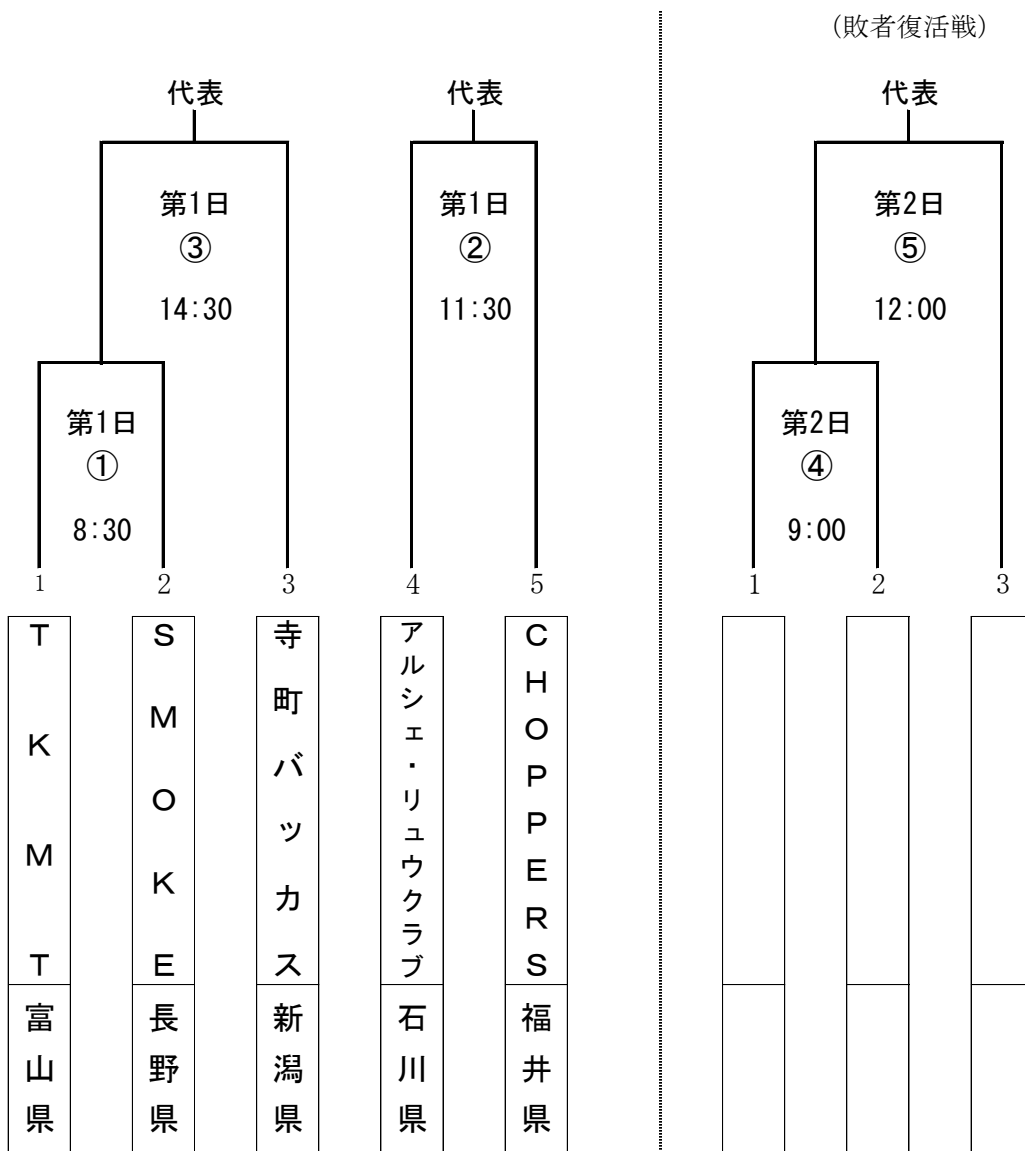 (敗者復活戦)
代表
代表
代表
第1日
③
14:30
第1日
②
11:30
第2日
⑤
12:00
第1日
①
8:30
第2日
④
9:00
1
2
3
4
5
1
2
3
TKMT
SMOKE
寺町バッカス
アルシェ・リュウクラブ
CHOPPERS
富山県
長野県
新潟県
石川県
福井県